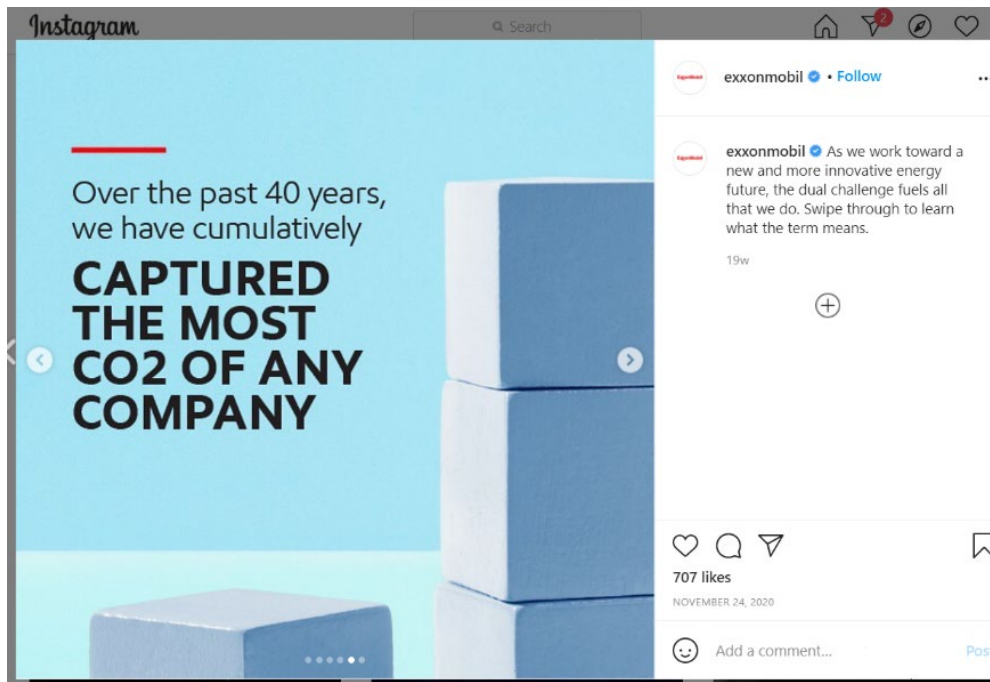 Instagram
Search
2
exxonmobil • Follow
Over the past 40 years,
we have cumulatively
CAPTURED
THE MOST
CO2 OF ANY
COMPANY
ExxonMobil
exxonmobil As we work toward a
new and more innovative energy
future, the dual challenge fuels all
that we do. Swipe through to learn
what the term means.
19w
707 likes
NOVEMBER 24, 2020
Add a comment...